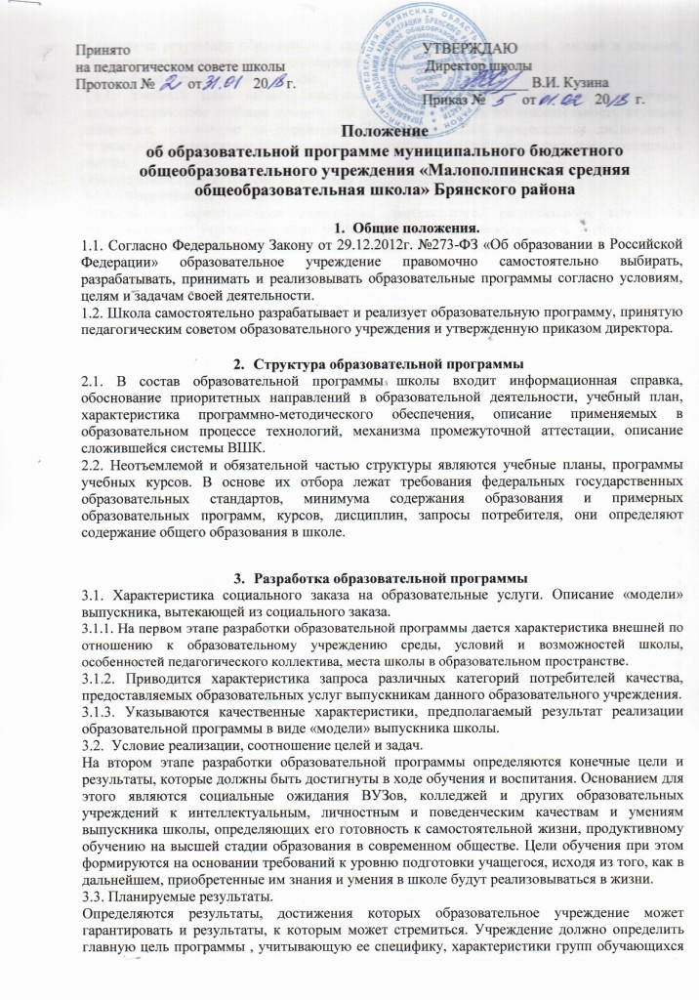 Принято
на педагогическом совете школы
Протокол № 2 от 31.01 2018 г.
УТВЕРЖДАЮ
Директор школы
В.И. Кузина
Приказ № 5 от 01.02 2018 г.
Положение
об образовательной программе муниципального бюджетного
общеобразовательного учреждения «Малополпинская средняя
общеобразовательная школа» Брянского района
1. Общие положения.
1.1. Согласно Федеральному Закону от 29.12.2012г. №273-ФЗ «Об образовании в Российской
Федерации» образовательное учреждение правомочно самостоятельно выбирать,
разрабатывать, принимать и реализовывать образовательные программы согласно условиям,
целям и задачам своей деятельности.
1.2. Школа самостоятельно разрабатывает и реализует образовательную программу, принятую
педагогическим советом образовательного учреждения и утвержденную приказом директора.
2. Структура образовательной программы
2.1. В состав образовательной программы школы входит информационная справка,
обоснование приоритетных направлений в образовательной деятельности, учебный план,
характеристика программно-методического обеспечения, описание применяемых в
образовательном процессе технологий, механизма промежуточной аттестации, описание
сложившейся системы ВШК.
2.2. Неотъемлемой и обязательной частью структуры являются учебные планы, программы
учебных курсов. В основе их отбора лежат требования федеральных государственных
образовательных стандартов, минимума содержания образования и примерных
образовательных программ, курсов, дисциплин, запросы потребителя, они определяют
содержание общего образования в школе.
3. Разработка образовательной программы
3.1. Характеристика социального заказа на образовательные услуги. Описание «модели»
выпускника, вытекающей из социального заказа.
3.1.1. На первом этапе разработки образовательной программы дается характеристика внешней по
отношению к образовательному учреждению среды, условий и возможностей школы,
особенностей педагогического коллектива, места школы в образовательном пространстве.
3.1.2. Приводится характеристика запроса различных категорий потребителей качества,
предоставляемых образовательных услуг выпускникам данного образовательного учреждения.
3.1.3. Указываются качественные характеристики, предполагаемый результат реализации
образовательной программы в виде «модели» выпускника школы.
3.2. Условие реализации, соотношение целей и задач.
На втором этапе разработки образовательной программы определяются конечные цели и
результаты, которые должны быть достигнуты в ходе обучения и воспитания. Основанием для
этого являются социальные ожидания ВУЗов, колледжей и других образовательных
учреждений к интеллектуальным, личностным и поведенческим качествам и умениям
выпускника школы, определяющих его готовность к самостоятельной жизни, продуктивному
обучению на высшей стадии образования в современном обществе. Цели обучения при этом
формируются на основании требований к уровню подготовки учащегося, исходя из того, как в
дальнейшем, приобретенные им знания и умения в школе будут реализовываться в жизни.
3.3. Планируемые результаты.
Определяются результаты, достижения которых образовательное учреждение может
гарантировать и результаты, к которым может стремиться. Учреждение должно определить
главную цель программы , учитывающую ее специфику, характеристики групп обучающихся